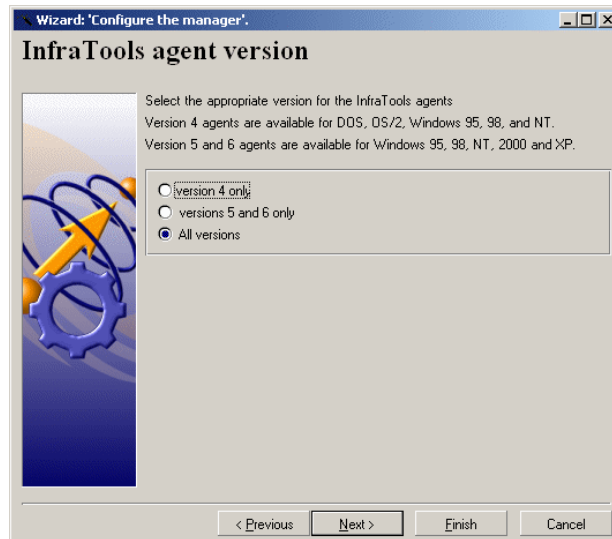 Wizard: 'Configure the manager'.
InfraTools agent version
Select the appropriate version for the InfraTools agents
Version 4 agents are available for DOS, OS/2, Windows 95, 98, and NT.
Version 5 and 6 agents are available for Windows 95, 98, NT, 2000 and XP.
version 4 only
versions 5 and 6 only
All versions
< Previous
Next >
Finish
Cancel